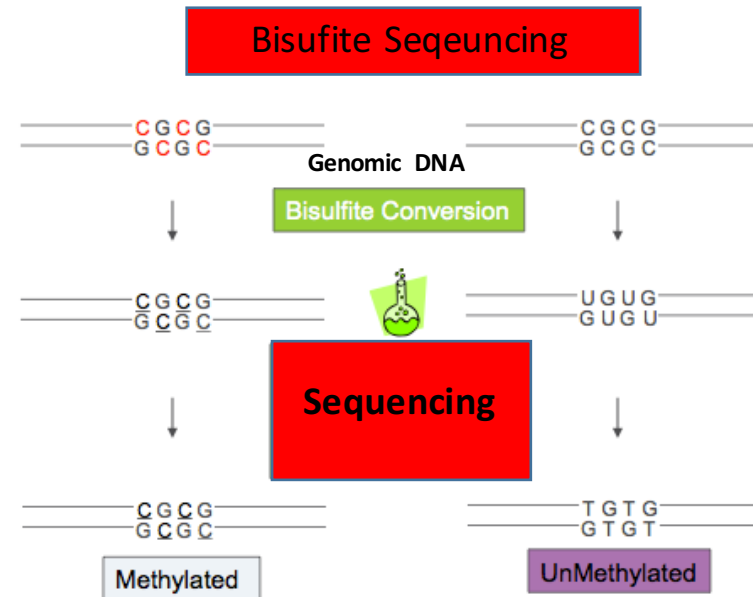 Bisufite Seqeuncing
CGCG
GCGC
CGCG
GCGC
Genomic DNA
Bisulfite Conversion
CGCG
GCGC
UGUG
GUGU
Sequencing
CGCG
GCGC
TGTG
GTGT
Methylated
UnMethylated